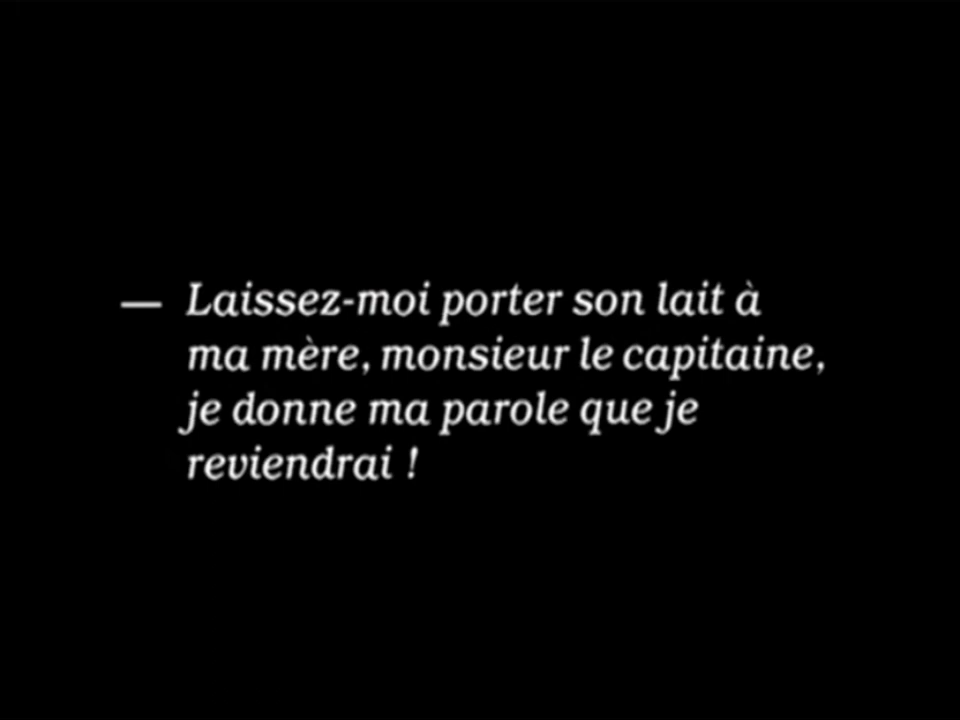 — Laissez-moi porter son lait à
ma mère, monsieur le capitaine,
je donne ma parole que je
reviendrai !